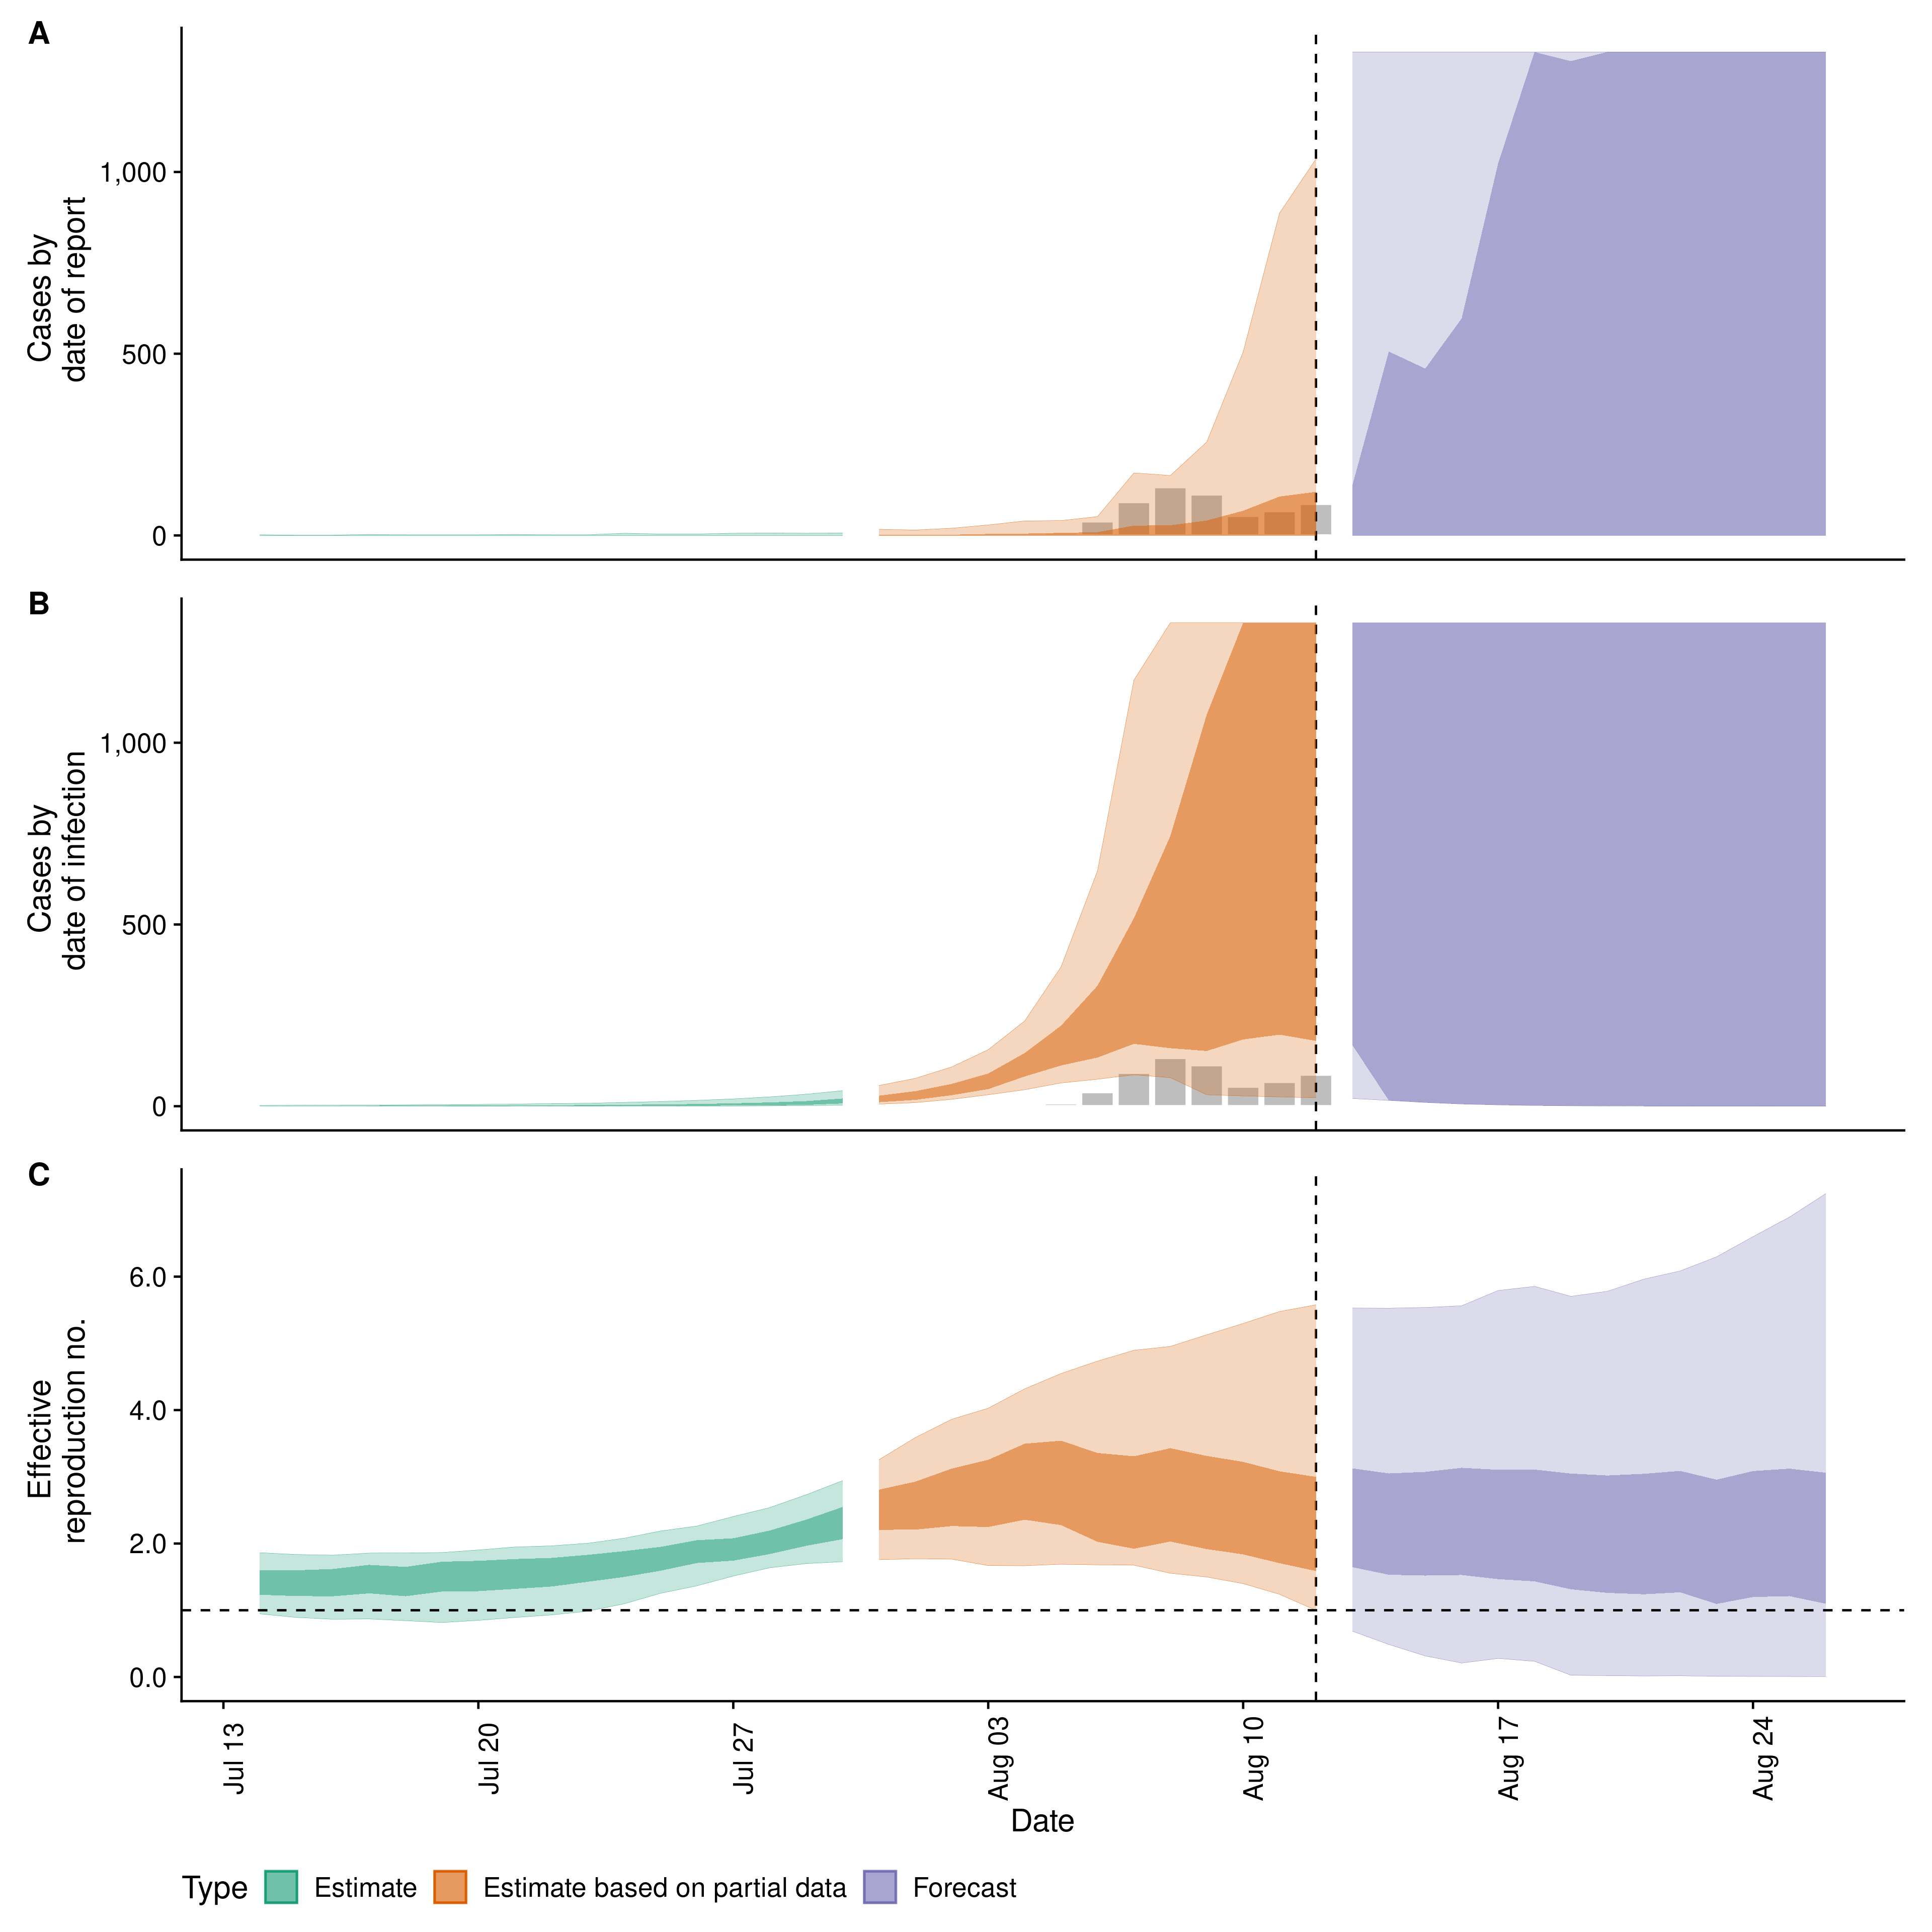 A
Cases by
date of report
1,000
500
0
B
Cases by
date of infection
1,000
500
0
C
Effective
reproduction no.
6.0
4.0
2.0
0.0
Jul 13
Jul 20
Jul 27
Aug 03
Aug 10
Aug 17
Aug 24
Date
Type Estimate Estimate based on partial data Forecast